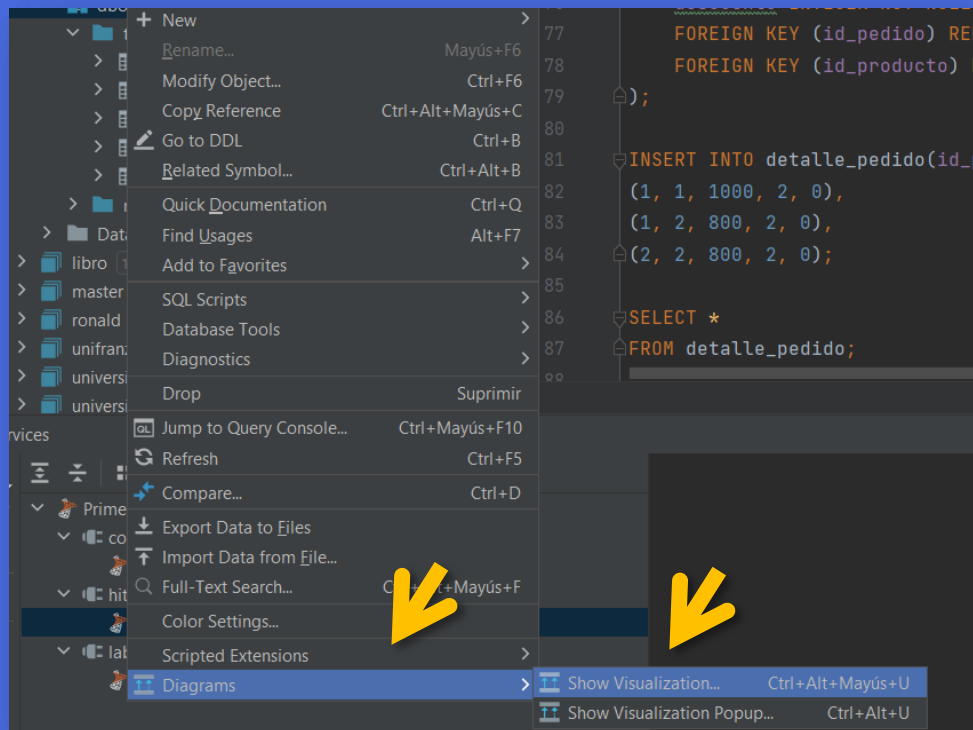 New
Rename... Mayús+F6
Modify Object... Ctrl+F6
Copy Reference Ctrl+Alt+Mayús+C
Go to DDL Ctrl+B
Related Symbol... Ctrl+Alt+B
Quick Documentation Ctrl+Q
Find Usages Alt+F7
Add to Favorites
SQL Scripts
Database Tools
Diagnostics
Drop Suprimir
Jump to Query Console... Ctrl+Mayús+F10
Refresh Ctrl+F5
Compare... Ctrl+D
Export Data to Files
Import Data from File...
Full-Text Search...
Color Settings...
Scripted Extensions
Diagrams
Show Visualization... Ctrl+Alt+Mayús+U
Show Visualization Popup... Ctrl+Alt+U
libro
master
ronald
77 FOREIGN KEY (id_pedido)
78 FOREIGN KEY (id_producto)
79 );
80
81 INSERT INTO detalle_pedido(id_
82 (1, 1, 1000, 2, 0),
83 (1, 2, 800, 2, 0),
84 (2, 2, 800, 2, 0);
85
86 SELECT *
87 FROM detalle_pedido;